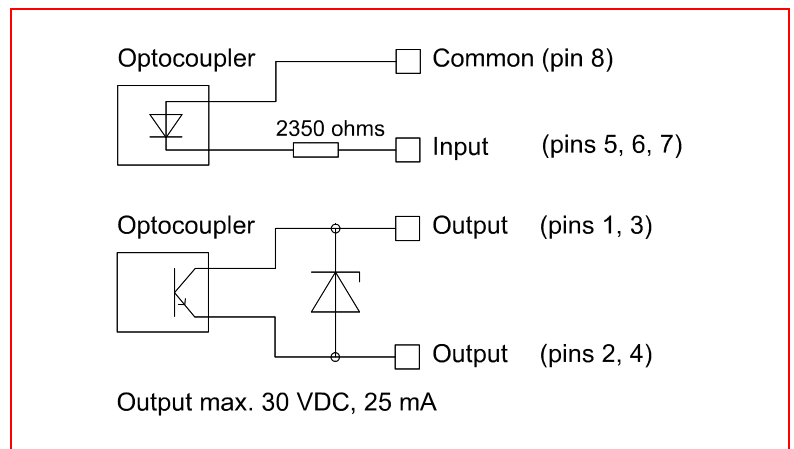 Optocoupler
Common (pin 8)
2350 ohms
Input (pins 5, 6, 7)
Optocoupler
Output (pins 1, 3)
Output (pins 2, 4)
Output max. 30 VDC, 25 mA